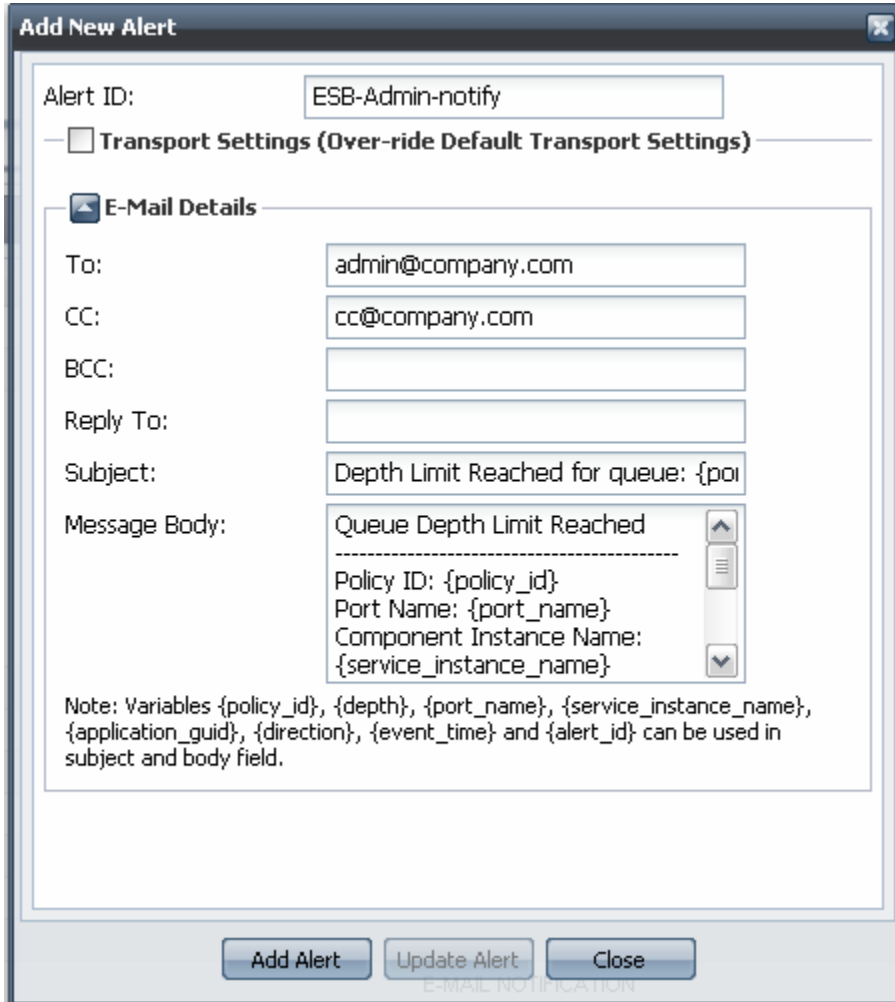 Add New Alert
Alert ID: ESB-Admin-notify
Transport Settings (Over-ride Default Transport Settings)
E-Mail Details
To: admin@company.com
CC: cc@company.com
BCC:
Reply To:
Subject: Depth Limit Reached for queue: {por
Message Body: Queue Depth Limit Reached
-------------------------------------------
Policy ID: {policy_id}
Port Name: {port_name}
Component Instance Name:
{service_instance_name}
Note: Variables {policy_id}, {depth}, {port_name}, {service_instance_name},
{application_guid}, {direction}, {event_time} and {alert_id} can be used in
subject and body field.
Add Alert Update Alert Close
E-MAIL NOTIFICATION